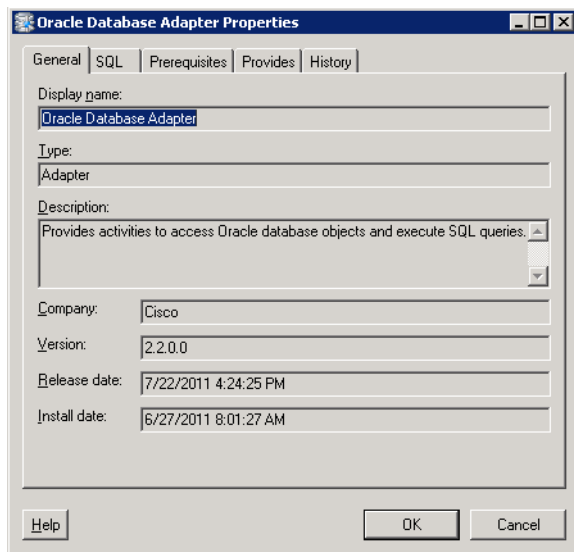 Oracle Database Adapter Properties
General SQL Prerequisites Provides History
Display name:
Oracle Database Adapter
Type:
Adapter
Description:
Provides activities to access Oracle database objects and execute SQL queries.
Company: Cisco
Version: 2.2.0.0
Release date: 7/22/2011 4:24:25 PM
Install date: 6/27/2011 8:01:27 AM
Help OK Cancel